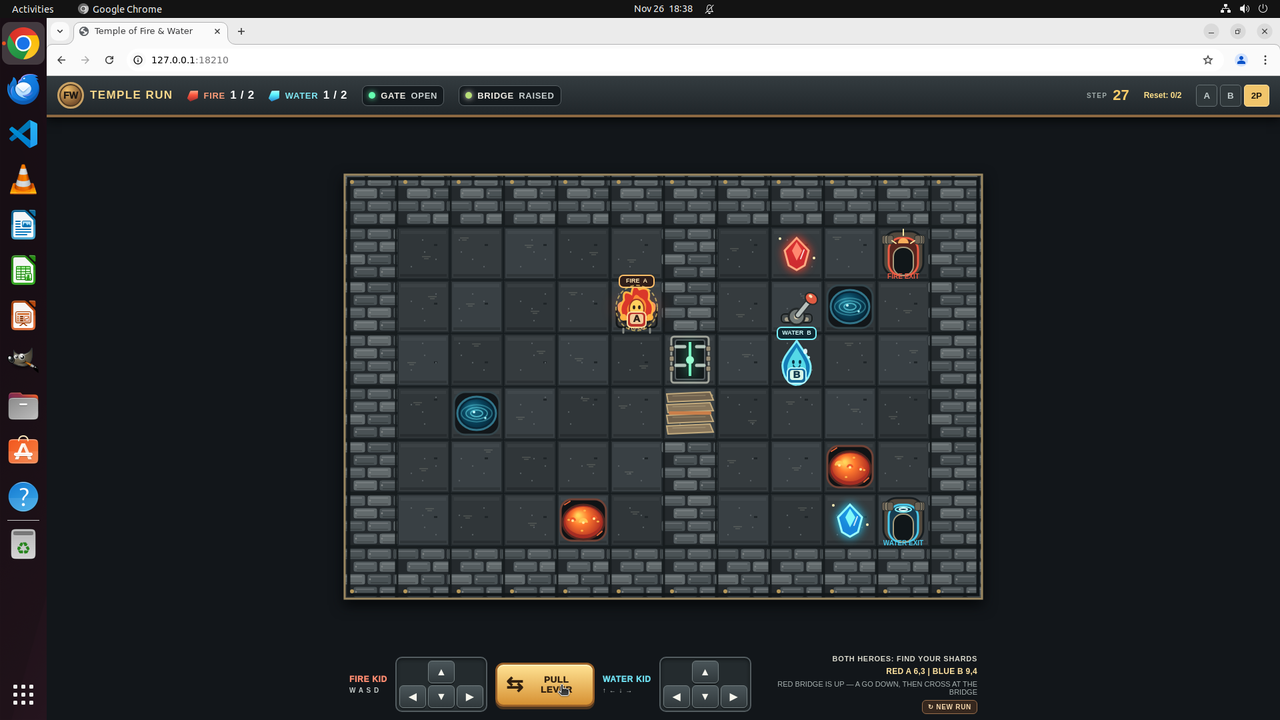 Activities
Google Chrome
Nov 26 18:38
Temple of Fire & Water
127.0.0.1:18210
FW
TEMPLE RUN
FIRE 1 / 2
WATER 1 / 2
GATE OPEN
BRIDGE RAISED
STEP 27
Reset: 0/2
A
B
2P
FIRE EXIT
FIRE A
A
WATER B
B
WATER EXIT
FIRE KID
W A S D
PULL
LEVER
WATER KID
↑ ← ↓ →
BOTH HEROES: FIND YOUR SHARDS
RED A 6,3 | BLUE B 9,4
RED BRIDGE IS UP — A GO DOWN, THEN CROSS AT THE
BRIDGE
↻ NEW RUN